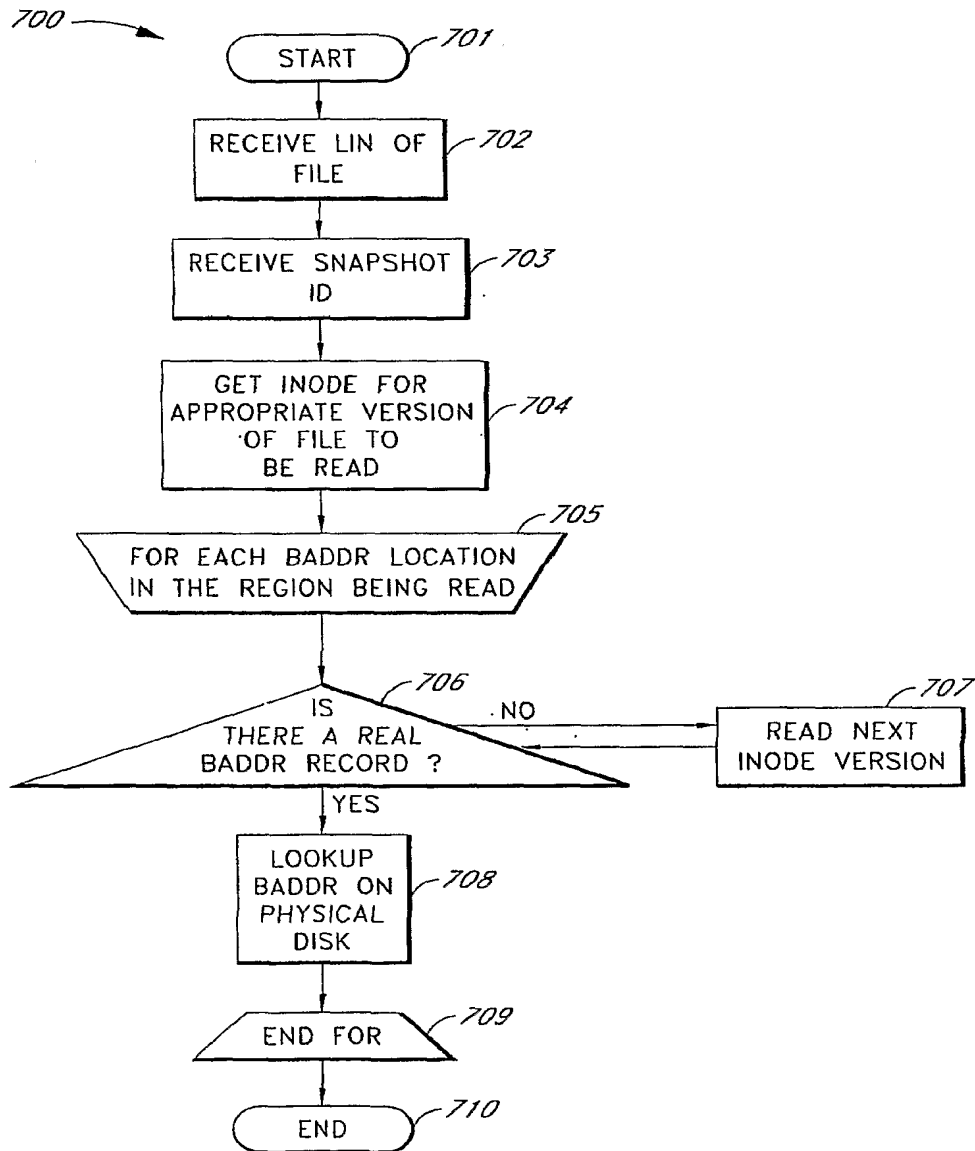 700
START
701
RECEIVE LIN OF
FILE
702
RECEIVE SNAPSHOT
ID
703
GET INODE FOR
APPROPRIATE VERSION
OF FILE TO
BE READ
704
705
FOR EACH BADDR LOCATION
IN THE REGION BEING READ
706
IS
THERE A REAL
BADDR RECORD ?
NO
707
READ NEXT
INODE VERSION
YES
LOOKUP
BADDR ON
PHYSICAL
DISK
708
END FOR
709
END
710